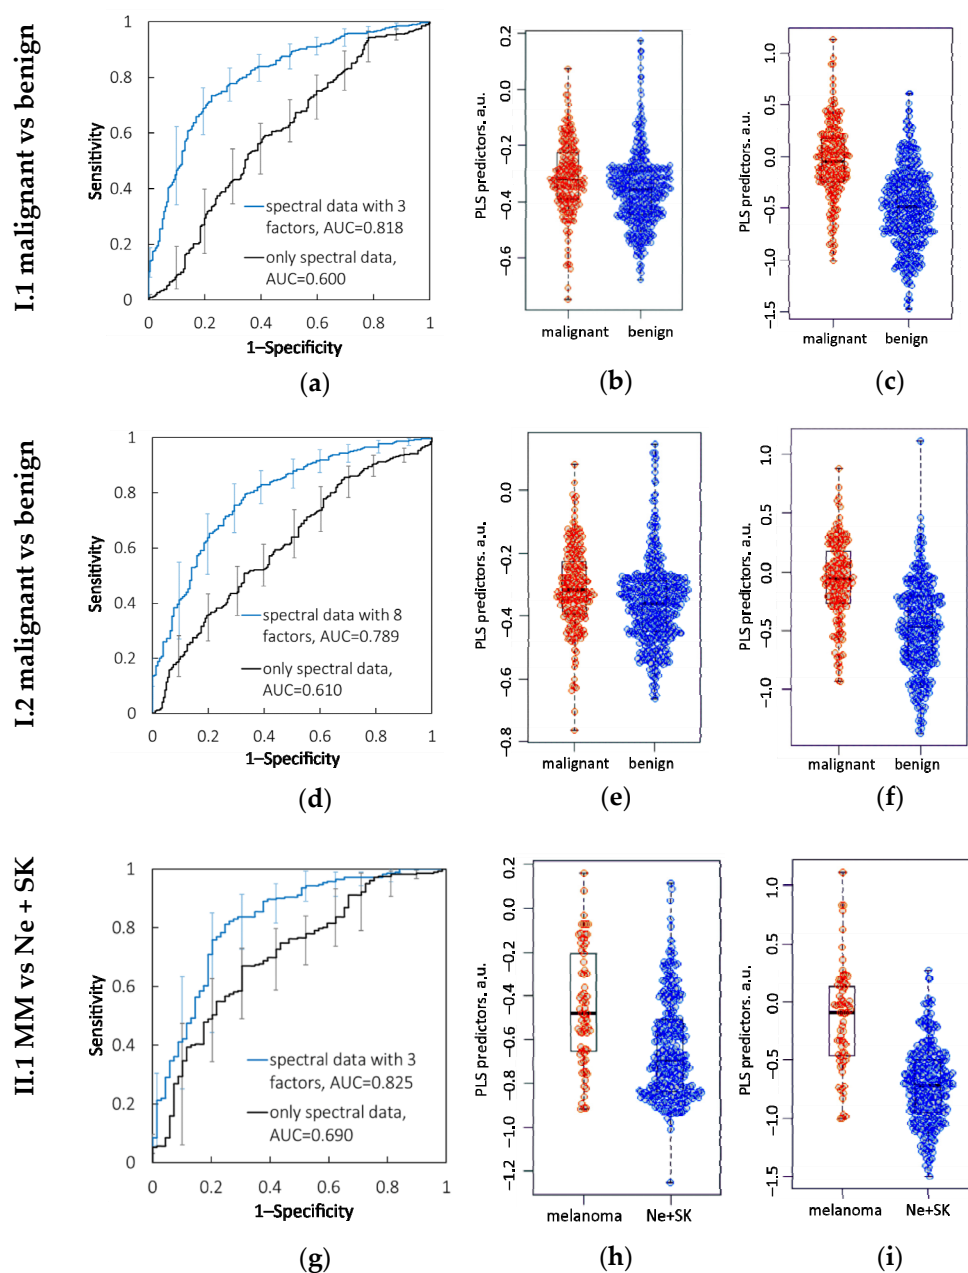 I.1 malignant vs benign
Sensitivity
1
0.8
0.6
0.4
0.2
0
spectral data with 3
factors, AUC=0.818
only spectral data,
AUC=0.600
0 0.2 0.4 0.6 0.8 1
1–Specificity
(a)
PLS predictors. a.u.
0.0
−0.2
−0.4
−0.6
malignant benign
(b)
PLS predictors. a.u.
1.0
0.5
0.0
−0.5
−1.0
−1.5
malignant benign
(c)
I.2 malignant vs benign
Sensitivity
1
0.8
0.6
0.4
0.2
0
spectral data with 8
factors, AUC=0.789
only spectral data,
AUC=0.610
0 0.2 0.4 0.6 0.8 1
1–Specificity
(d)
PLS predictors. a.u.
0.0
−0.2
−0.4
−0.6
−0.8
malignant benign
(e)
PLS predictors. a.u.
1.0
0.5
0.0
−0.5
−1.0
malignant benign
(f)
II.1 MM vs Ne + SK
Sensitivity
1
0.8
0.6
0.4
0.2
0
spectral data with 3
factors, AUC=0.825
only spectral data,
AUC=0.690
0 0.2 0.4 0.6 0.8 1
1–Specificity
(g)
PLS predictors. a.u.
0.2
0.0
−0.2
−0.4
−0.6
−0.8
−1.0
−1.2
melanoma Ne+SK
(h)
PLS predictors. a.u.
1.0
0.5
0.0
−0.5
−1.0
−1.5
melanoma Ne+SK
(i)